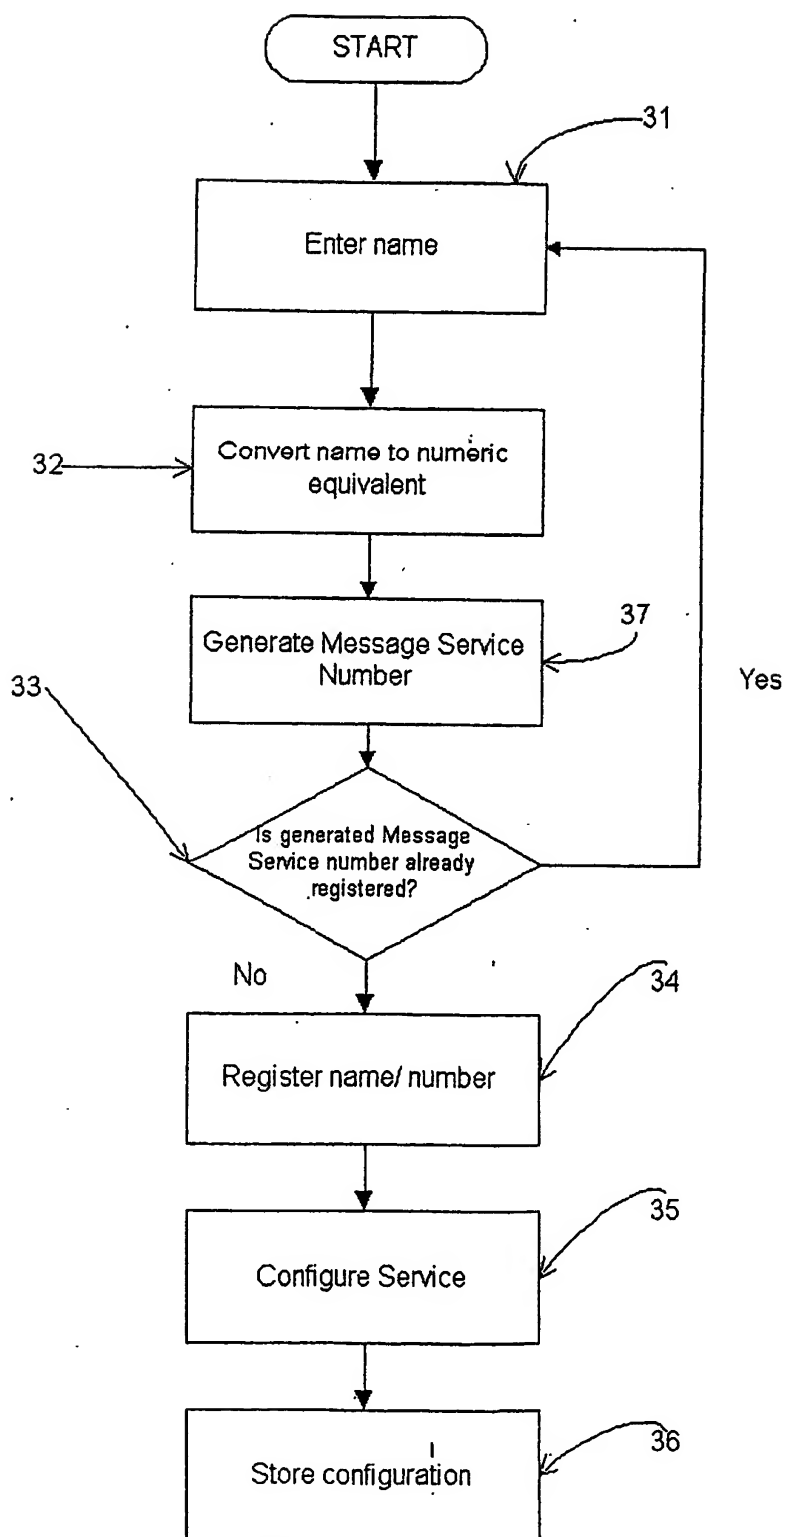 START
31
Enter name
32
Convert name to numeric
equivalent
37
Generate Message Service
Number
33
Yes
Is generated Message
Service number already
registered?
No
34
Register name/ number
35
Configure Service
36
Store configuration